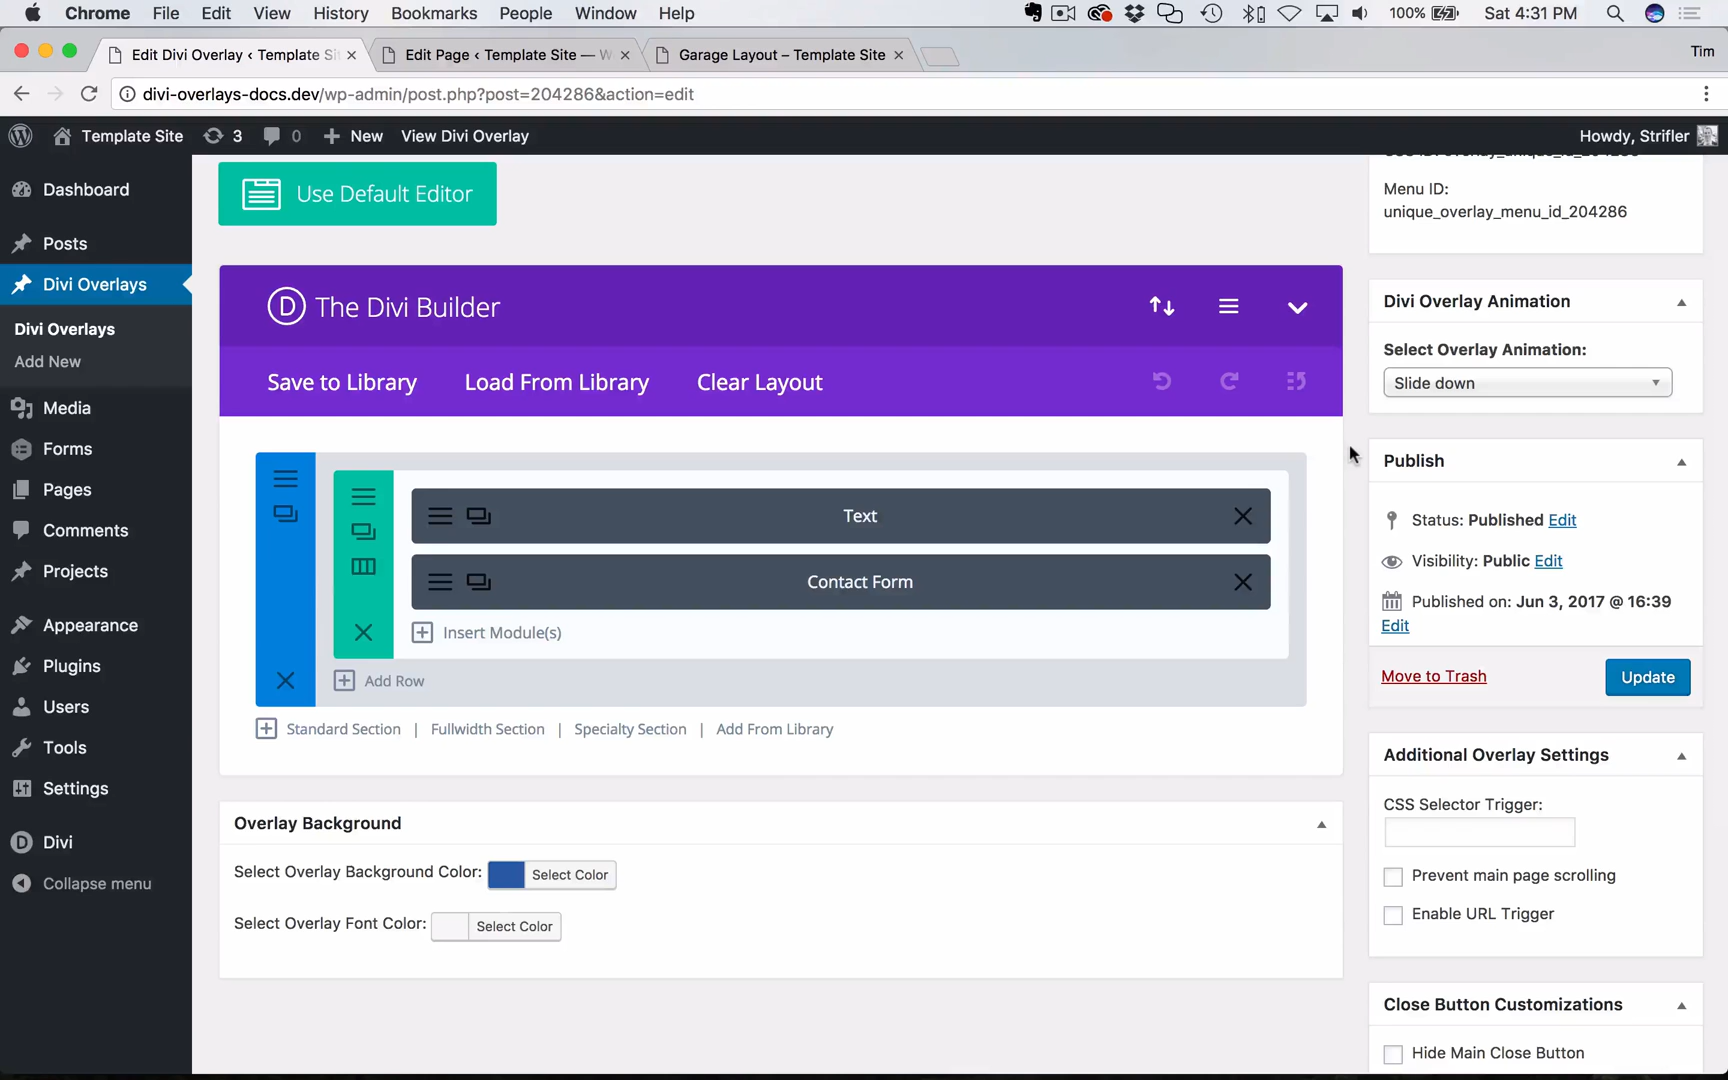 Chrome File Edit View History Bookmarks People Window Help 100% Sat 4:31 PM
Edit Divi Overlay ‹ Template Si Edit Page ‹ Template Site — W Garage Layout – Template Site Tim
divi-overlays-docs.dev/wp-admin/post.php?post=204286&action=edit
Template Site 3 0 New View Divi Overlay Howdy, Strifler
Dashboard
Posts
Divi Overlays
Divi Overlays
Add New
Media
Forms
Pages
Comments
Projects
Appearance
Plugins
Users
Tools
Settings
Divi
Collapse menu
Use Default Editor
D The Divi Builder
Save to Library Load From Library Clear Layout
Text
Contact Form
Insert Module(s)
Add Row
Standard Section | Fullwidth Section | Specialty Section | Add From Library
Overlay Background
Select Overlay Background Color: Select Color
Select Overlay Font Color: Select Color
Menu ID:
unique_overlay_menu_id_204286
Divi Overlay Animation
Select Overlay Animation:
Slide down
Publish
Status: Published Edit
Visibility: Public Edit
Published on: Jun 3, 2017 @ 16:39
Edit
Move to Trash Update
Additional Overlay Settings
CSS Selector Trigger:
Prevent main page scrolling
Enable URL Trigger
Close Button Customizations
Hide Main Close Button